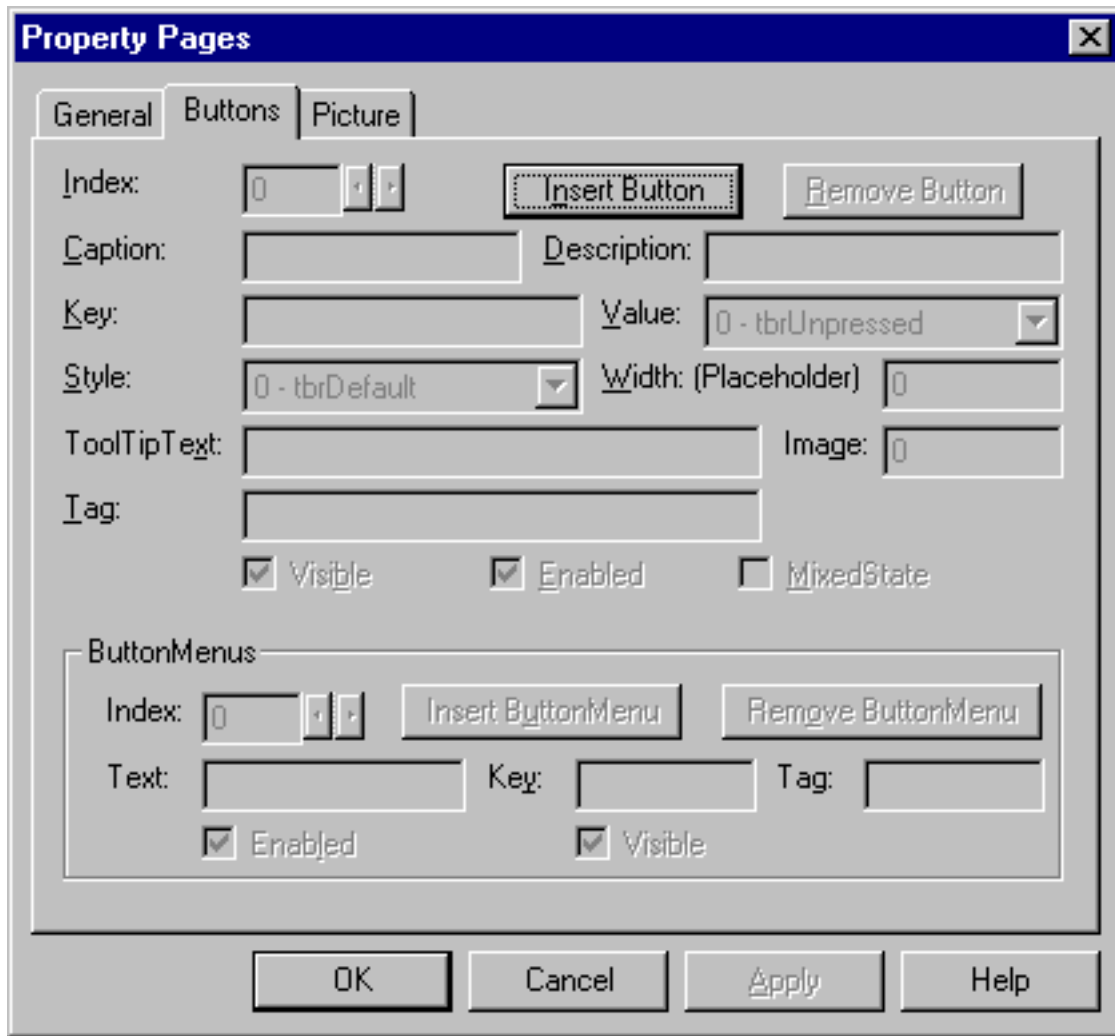 Property Pages
General Buttons Picture
Index: 0 Insert Button Remove Button
Caption: Description:
Key: Value: 0 - tbrUnpressed
Style: 0 - tbrDefault Width: (Placeholder) 0
ToolTipText: Image: 0
Tag:
Visible Enabled MixedState
ButtonMenus
Index: 0 Insert ButtonMenu Remove ButtonMenu
Text: Key: Tag:
Enabled Visible
OK Cancel Apply Help